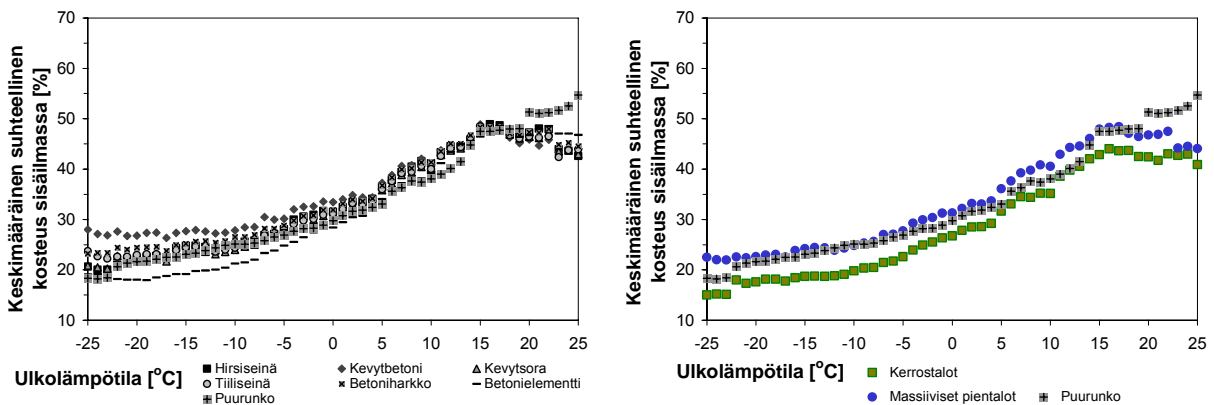 Keskimääräinen suhteellinen
kosteus sisäilmassa [%]
70
60
50
40
30
20
10
-25 -20 -15 -10 -5 0 5 10 15 20 25
Ulkolämpötila [°C]
Hirsiseinä
Kevytbetoni
Kevytsora
Tiiliseinä
Betoniharkko
Betonielementti
Puurunko
Keskimääräinen suhteellinen
kosteus sisäilmassa [%]
70
60
50
40
30
20
10
-25 -20 -15 -10 -5 0 5 10 15 20 25
Ulkolämpötila [°C]
Kerrostalot
Massiiviset pientalot
Puurunko